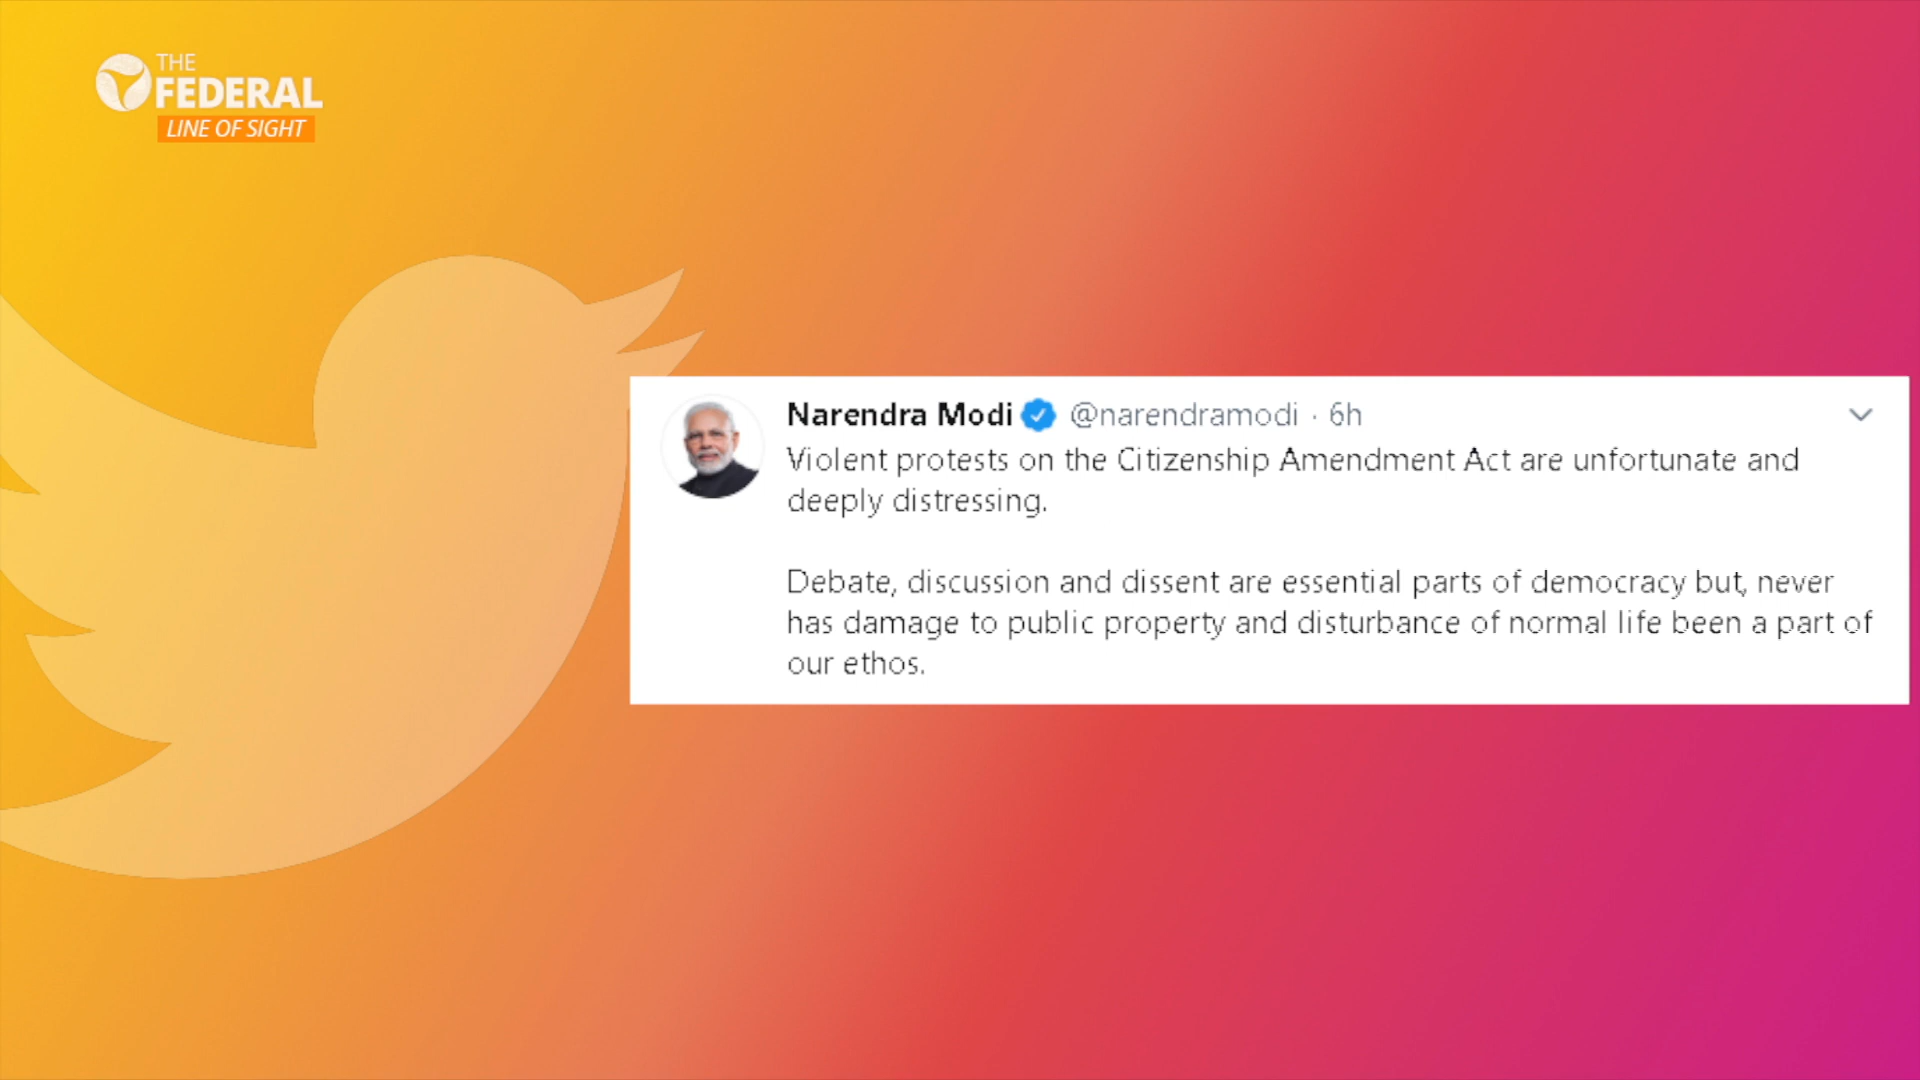 THE
FEDERAL
LINE OF SIGHT
Narendra Modi @narendramodi · 6h
Violent protests on the Citizenship Amendment Act are unfortunate and
deeply distressing.
Debate, discussion and dissent are essential parts of democracy but, never
has damage to public property and disturbance of normal life been a part of
our ethos.